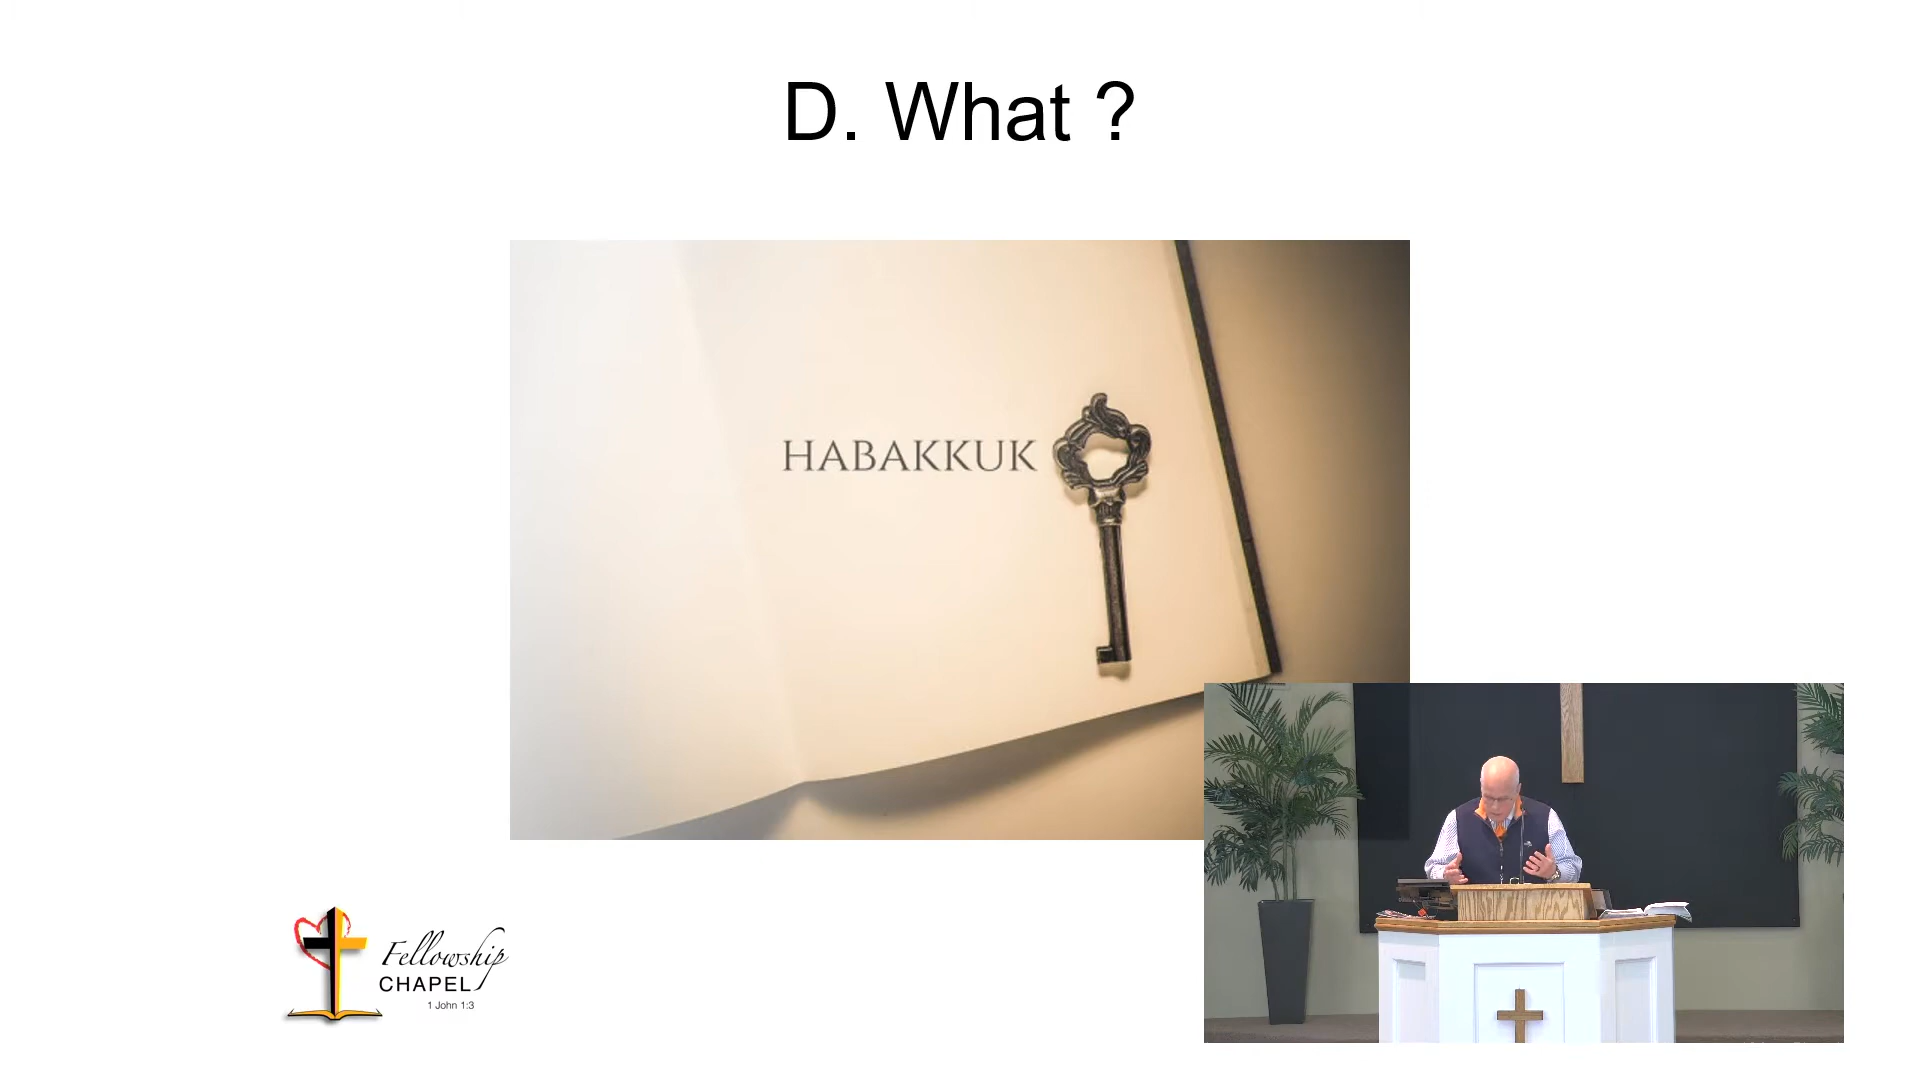 D. What ?
HABAKKUK
Fellowship
CHAPEL
1 John 1:3